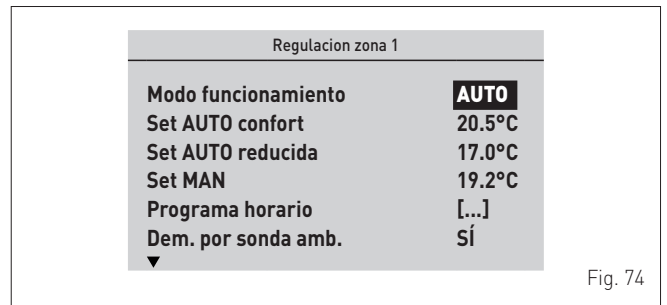 Regulacion zona 1
Modo funcionamiento AUTO
Set AUTO confort 20.5°C
Set AUTO reducida 17.0°C
Set MAN 19.2°C
Programa horario [...]
Dem. por sonda amb. SÍ
▼
Fig. 74